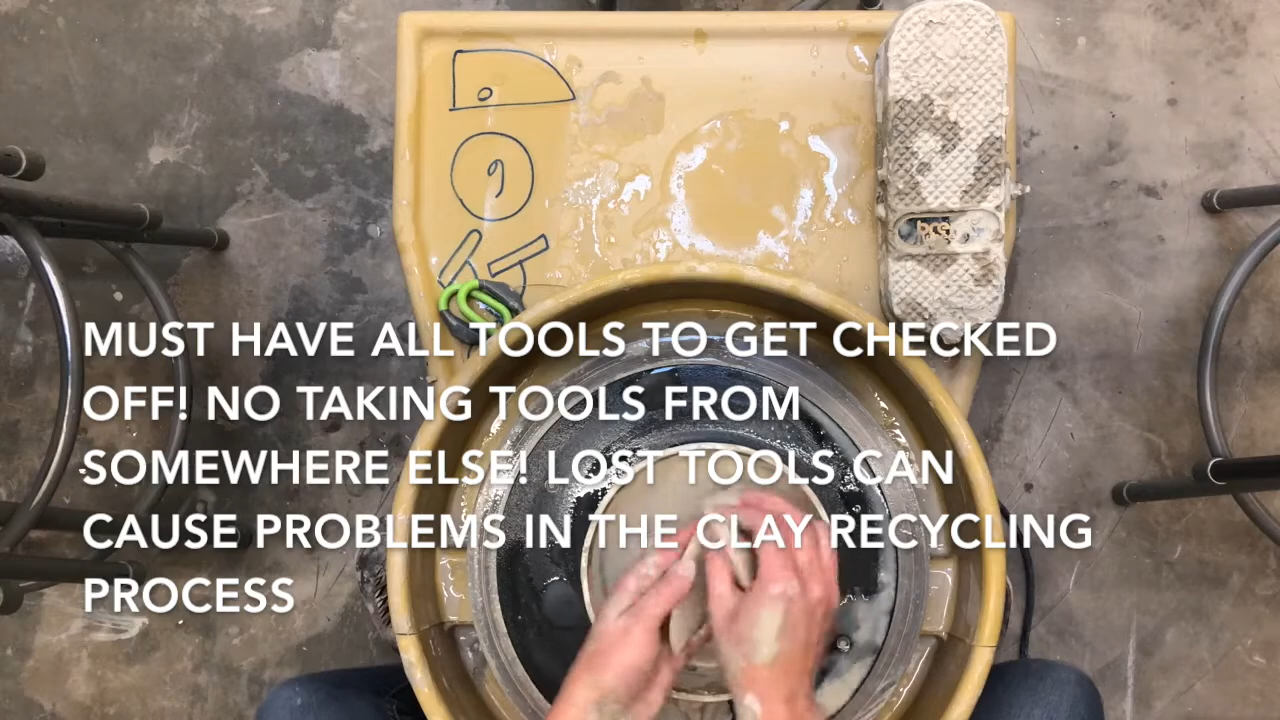 MUST HAVE ALL TOOLS TO GET CHECKED
OFF! NO TAKING TOOLS FROM
SOMEWHERE ELSE! LOST TOOLS CAN
CAUSE PROBLEMS IN THE CLAY RECYCLING
PROCESS